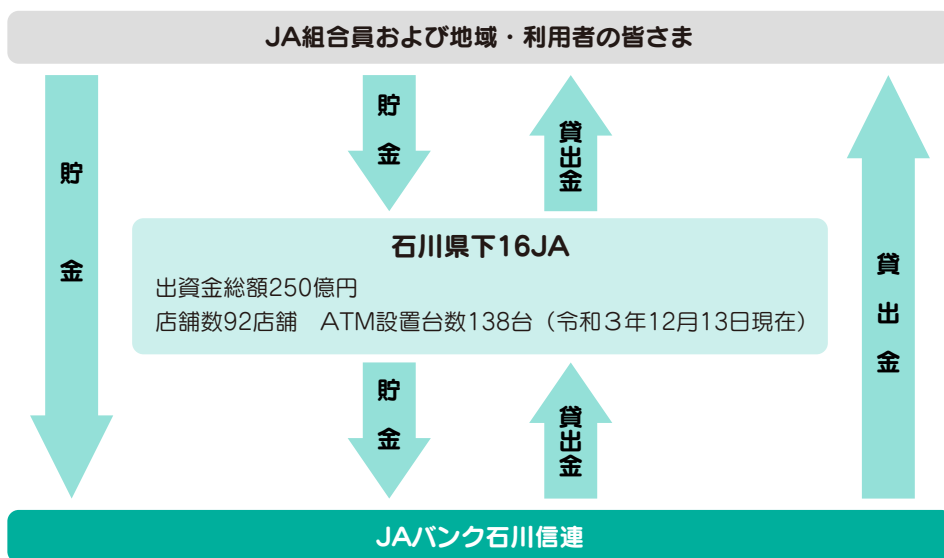 JA組合員および地域・利用者の皆さま
貯金
貯金
貸出金
貸出金
石川県下16JA
出資金総額250億円
店舗数92店舗　ATM設置台数138台（令和３年12月13日現在）
貯金
貸出金
JAバンク石川信連